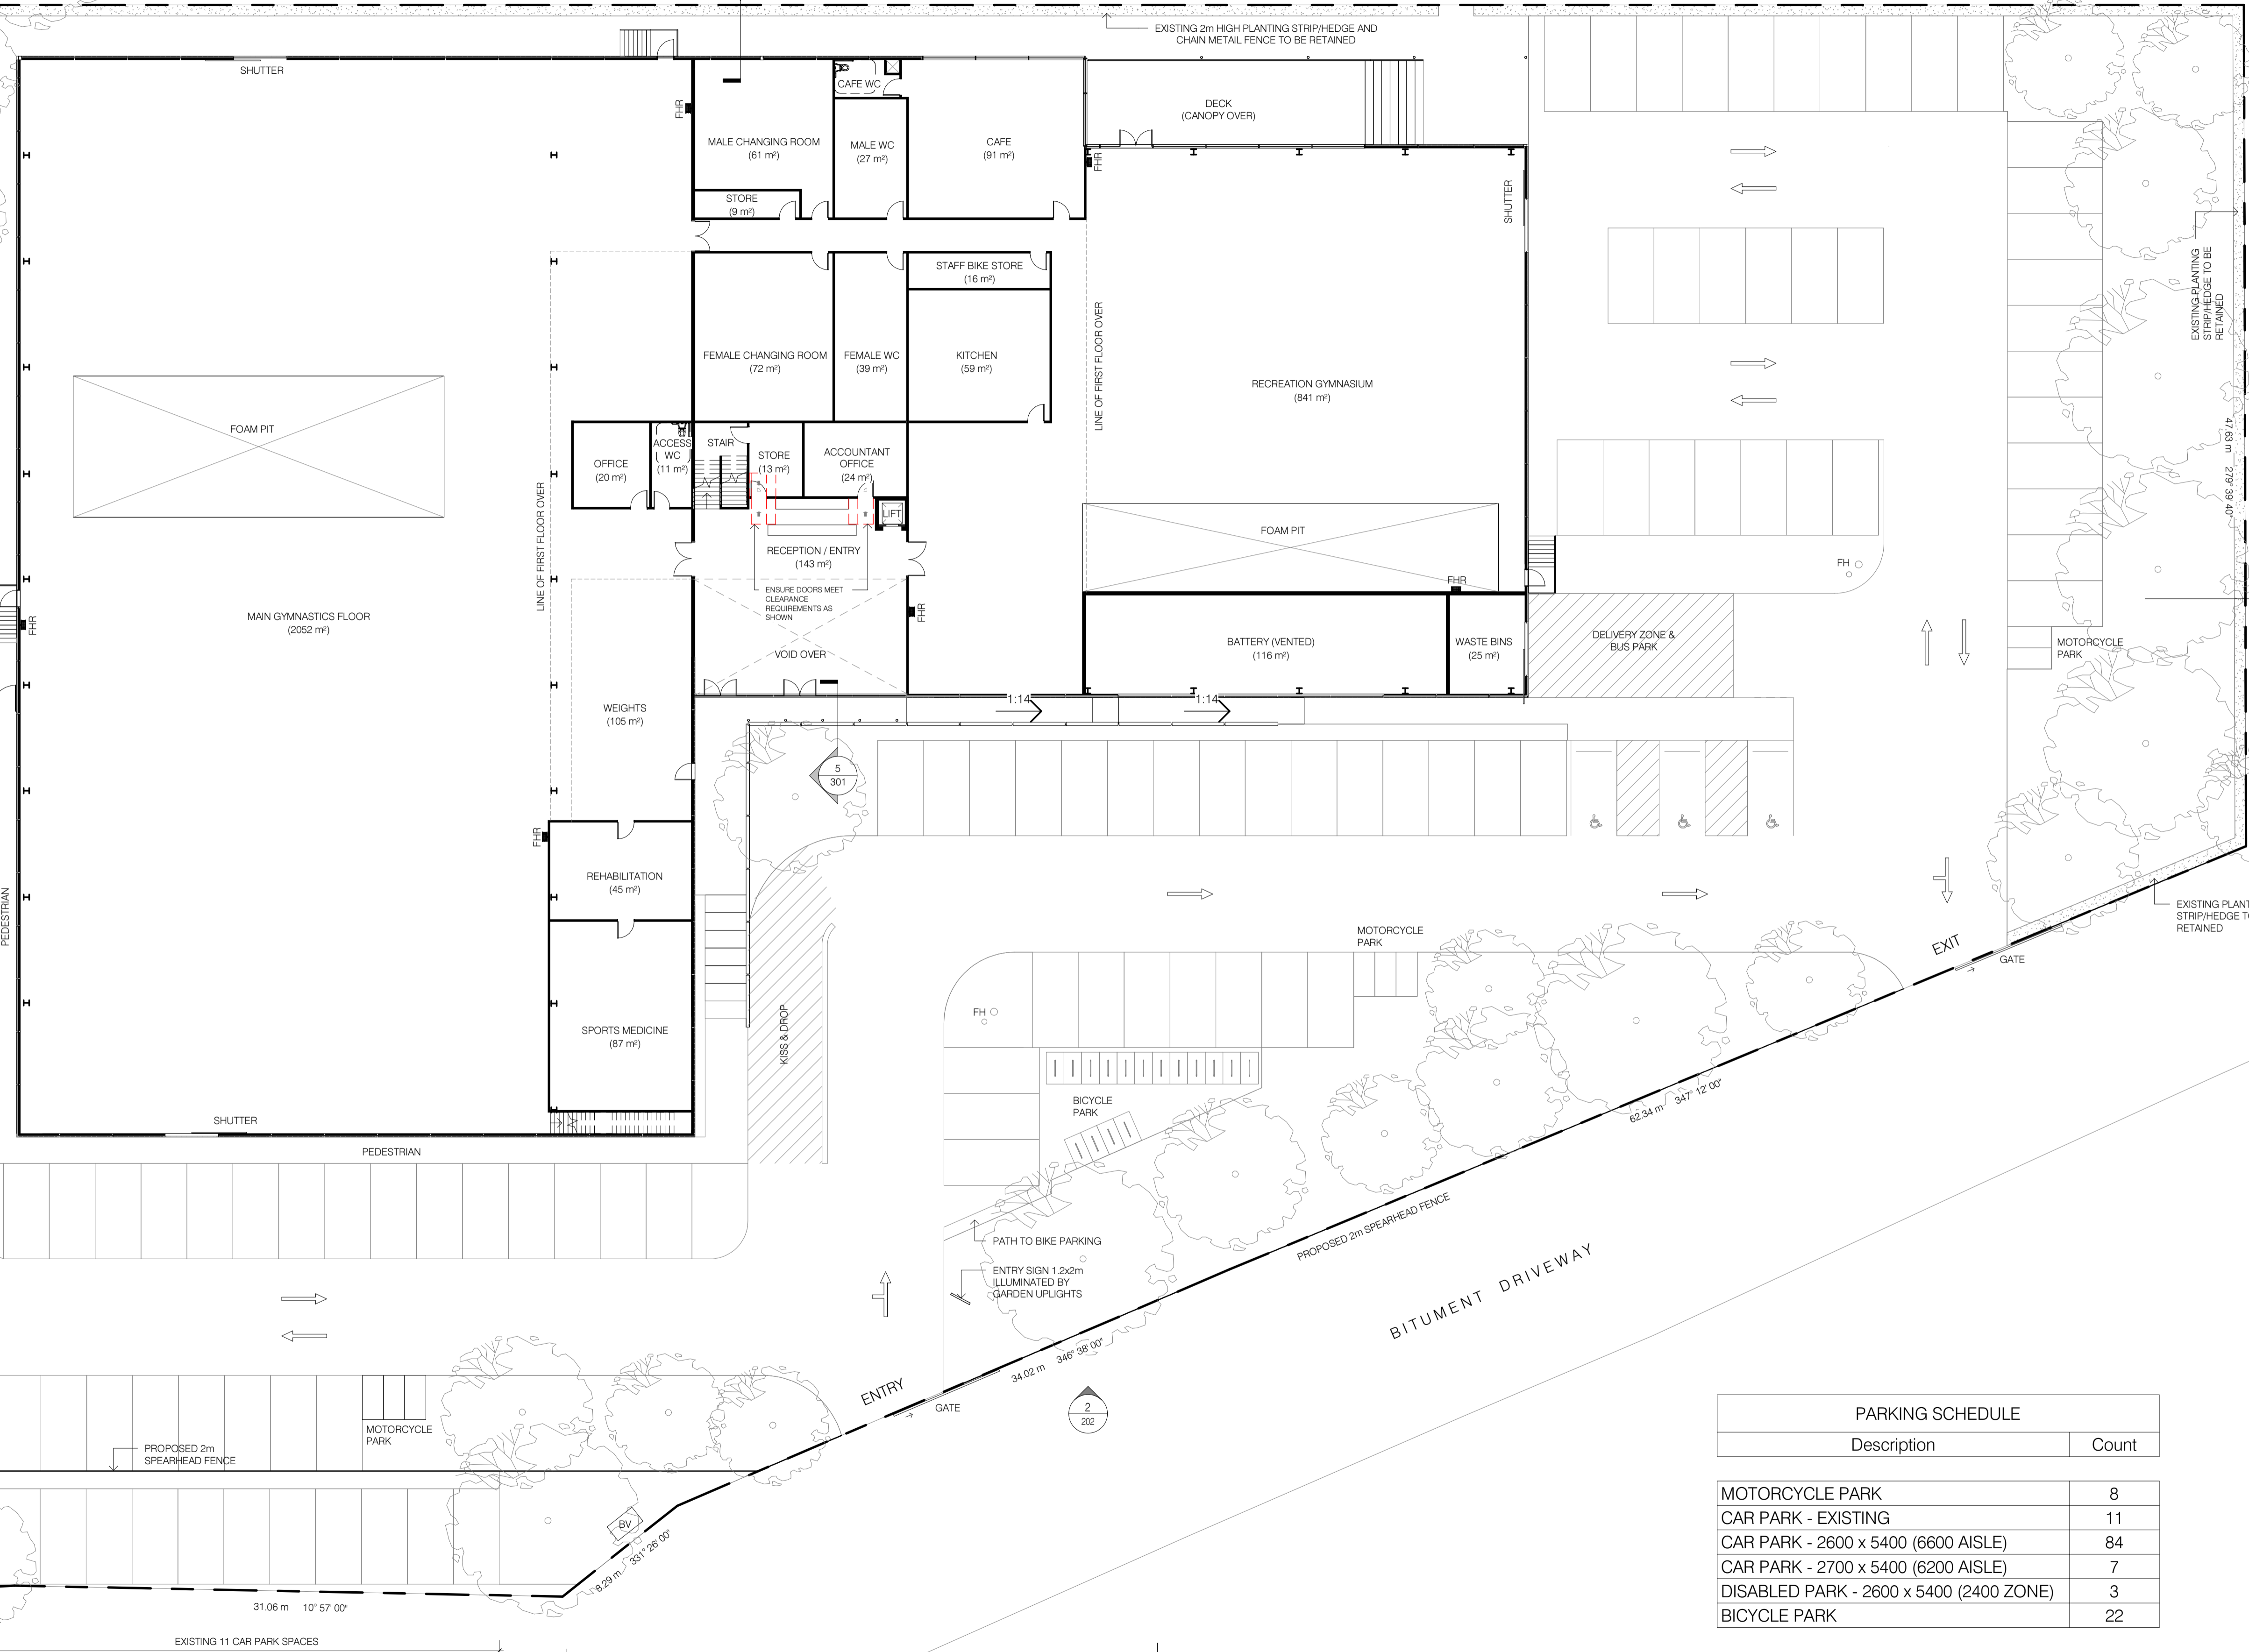 EXISTING 2m HIGH PLANTING STRIP/HEDGE AND
CHAIN METAIL FENCE TO BE RETAINED
SHUTTER
FHR
MALE CHANGING ROOM
(61 m²)
STORE
(9 m²)
CAFE WC
MALE WC
(27 m²)
CAFE
(91 m²)
DECK
(CANOPY OVER)
FHR
SHUTTER
EXISTING PLANTING
STRIP/HEDGE TO BE
RETAINED
STAFF BIKE STORE
(16 m²)
FEMALE CHANGING ROOM
(72 m²)
FEMALE WC
(39 m²)
KITCHEN
(59 m²)
LINE OF FIRST FLOOR OVER
RECREATION GYMNASIUM
(841 m²)
FOAM PIT
OFFICE
(20 m²)
ACCESS
WC
(11 m²)
STAIR
STORE
(13 m²)
ACCOUNTANT
OFFICE
(24 m²)
LIFT
47.63 m 279° 39' 40"
LINE OF FIRST FLOOR OVER
RECEPTION / ENTRY
(143 m²)
ENSURE DOORS MEET
CLEARANCE
REQUIREMENTS AS
SHOWN
FOAM PIT
FHR
FH
FHR
MAIN GYMNASTICS FLOOR
(2052 m²)
FHR
VOID OVER
BATTERY (VENTED)
(116 m²)
WASTE BINS
(25 m²)
DELIVERY ZONE &
BUS PARK
MOTORCYCLE
PARK
WEIGHTS
(105 m²)
1:14
1:14
5
301
FHR
REHABILITATION
(45 m²)
PEDESTRIAN
EXISTING PLANT
STRIP/HEDGE T
RETAINED
MOTORCYCLE
PARK
EXIT
GATE
SPORTS MEDICINE
(87 m²)
KISS & DROP
FH
BICYCLE
PARK
62.34 m 347° 12' 00"
SHUTTER
PEDESTRIAN
PATH TO BIKE PARKING
PROPOSED 2m SPEARHEAD FENCE
ENTRY SIGN 1.2x2m
ILLUMINATED BY
GARDEN UPLIGHTS
BITUMENT DRIVEWAY
34.02 m 346° 38' 00"
ENTRY
GATE
2
202
MOTORCYCLE
PARK
PROPOSED 2m
SPEARHEAD FENCE
BV
8.29 m 331° 26' 00"
31.06 m 10° 57' 00"
EXISTING 11 CAR PARK SPACES
PARKING SCHEDULE
Description Count
MOTORCYCLE PARK 8
CAR PARK - EXISTING 11
CAR PARK - 2600 x 5400 (6600 AISLE) 84
CAR PARK - 2700 x 5400 (6200 AISLE) 7
DISABLED PARK - 2600 x 5400 (2400 ZONE) 3
BICYCLE PARK 22